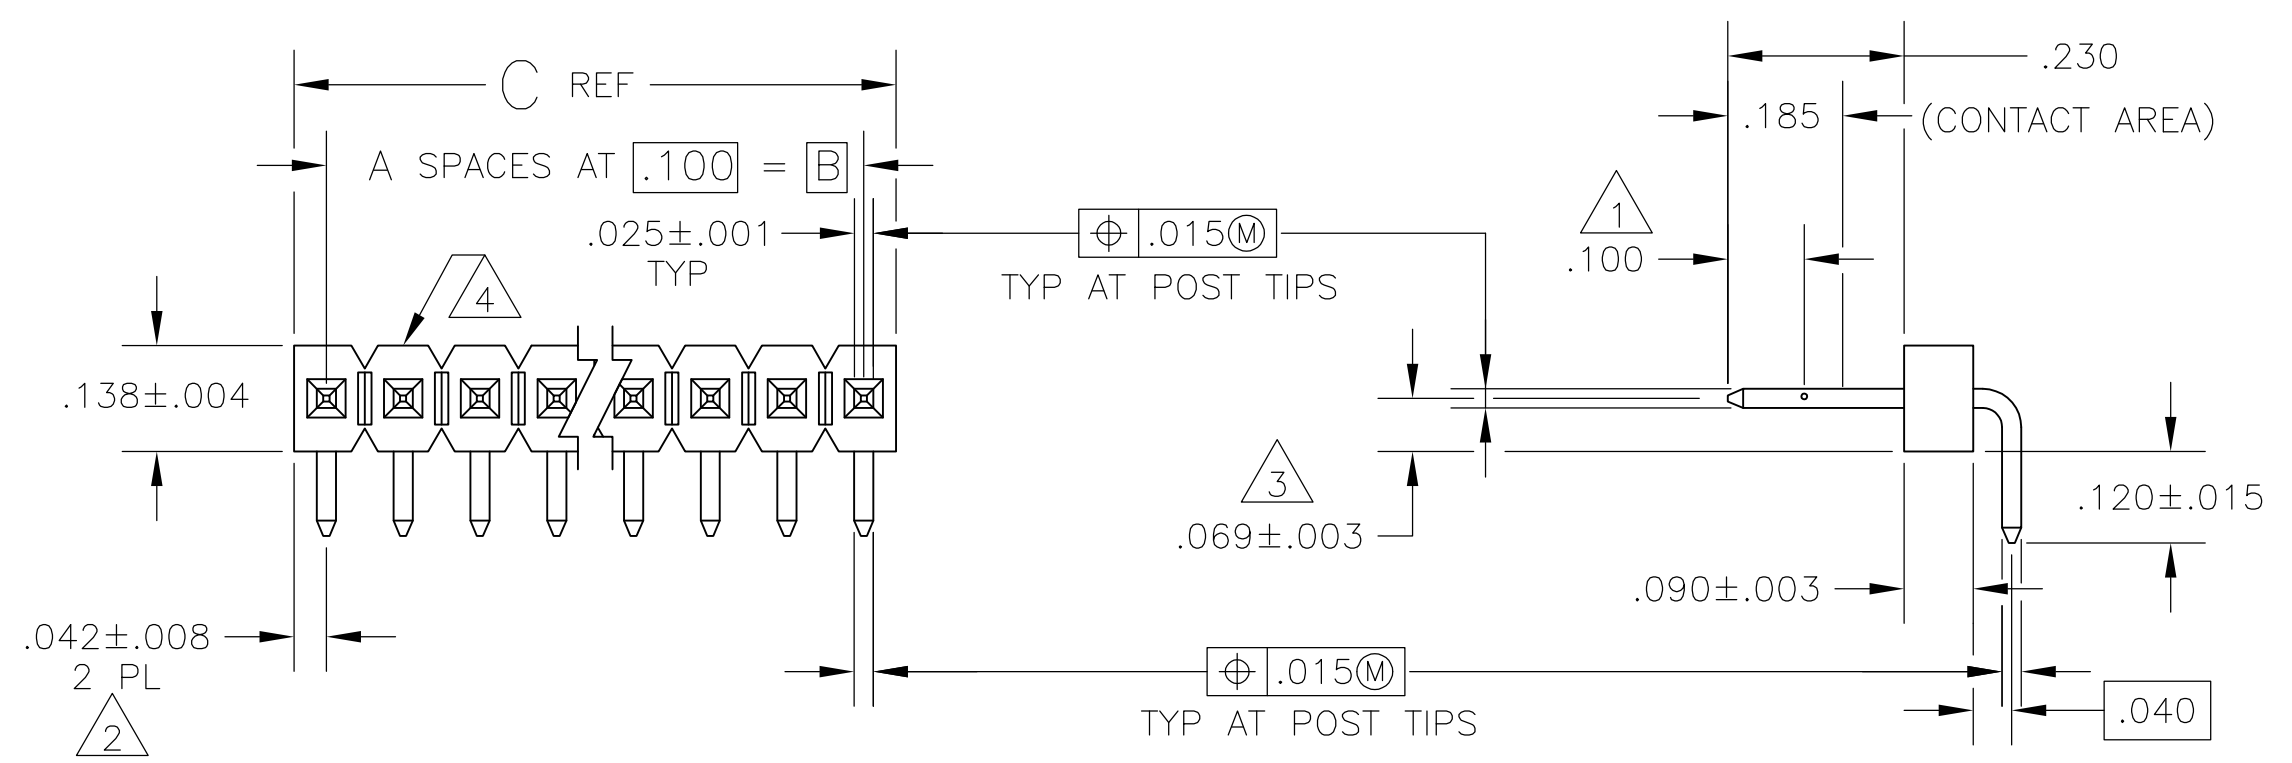 C REF
A SPACES AT .100 = B
.025±.001
TYP
4
.138±.004
.042±.008
2 PL
2
⌖ .015Ⓜ
TYP AT POST TIPS
.230
.185 (CONTACT AREA)
1
.100
3
.069±.003
.120±.015
.090±.003
⌖ .015Ⓜ
TYP AT POST TIPS
.040